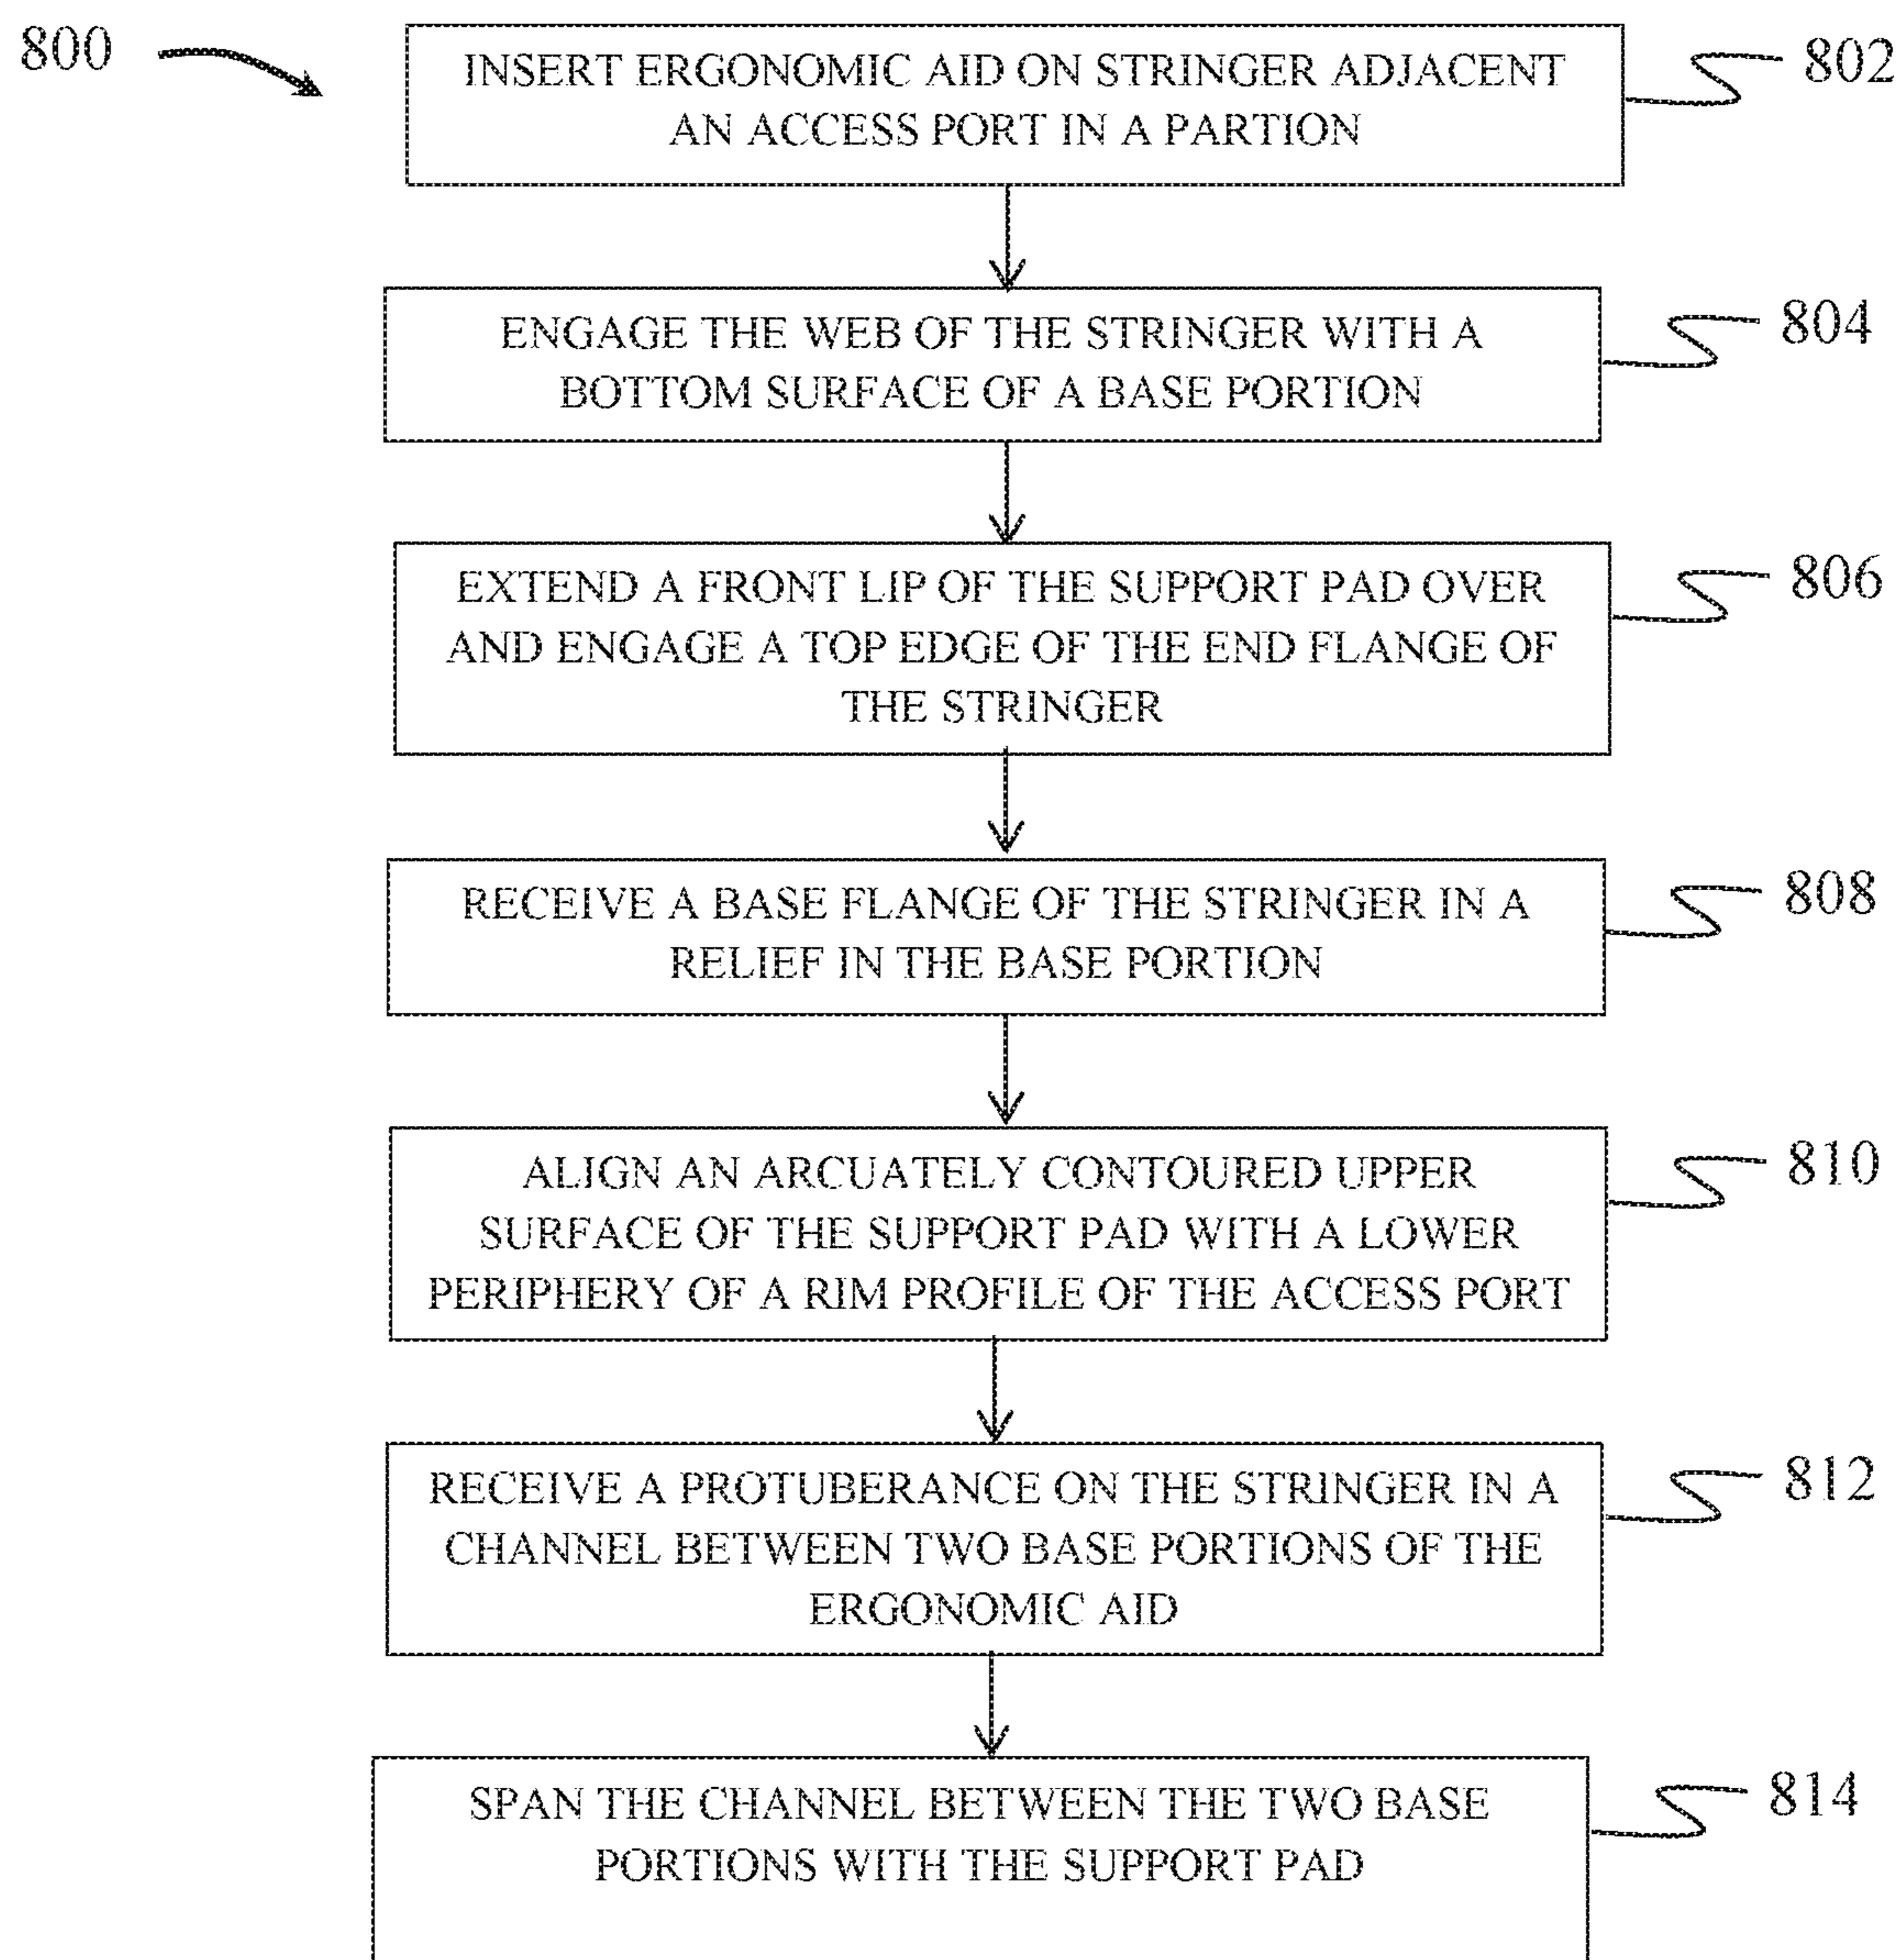 800
INSERT ERGONOMIC AID ON STRINGER ADJACENT
AN ACCESS PORT IN A PARTION
802
ENGAGE THE WEB OF THE STRINGER WITH A
BOTTOM SURFACE OF A BASE PORTION
804
EXTEND A FRONT LIP OF THE SUPPORT PAD OVER
AND ENGAGE A TOP EDGE OF THE END FLANGE OF
THE STRINGER
806
RECEIVE A BASE FLANGE OF THE STRINGER IN A
RELIEF IN THE BASE PORTION
808
ALIGN AN ARCUATELY CONTOURED UPPER
SURFACE OF THE SUPPORT PAD WITH A LOWER
PERIPHERY OF A RIM PROFILE OF THE ACCESS PORT
810
RECEIVE A PROTUBERANCE ON THE STRINGER IN A
CHANNEL BETWEEN TWO BASE PORTIONS OF THE
ERGONOMIC AID
812
SPAN THE CHANNEL BETWEEN THE TWO BASE
PORTIONS WITH THE SUPPORT PAD
814